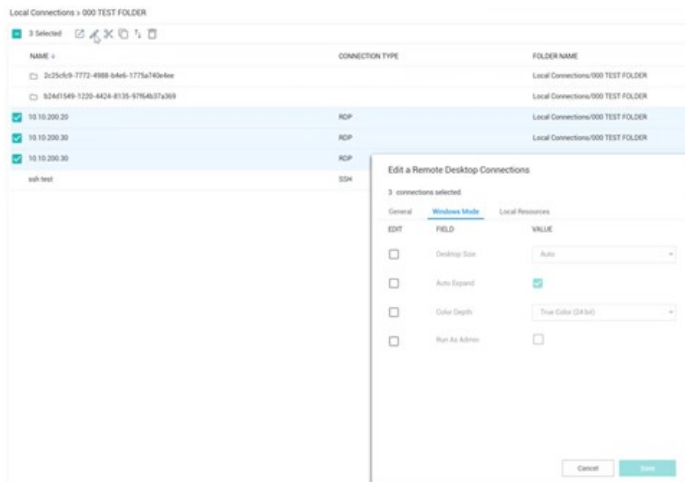 Local Connections > 000 TEST FOLDER
3 Selected
NAME CONNECTION TYPE FOLDER NAME
2c25cfc9-7772-4988-b4e6-1775a740e4ee Local Connections/000 TEST FOLDER
b24d1549-1220-4424-8135-97f64b37a369 Local Connections/000 TEST FOLDER
10.10.200.20 RDP Local Connections/000 TEST FOLDER
10.10.200.30 RDP Local Connections/000 TEST FOLDER
10.10.200.30 RDP
ssh test SSH
Edit a Remote Desktop Connections
3 connections selected
General Windows Mode Local Resources
EDIT FIELD VALUE
Desktop Size Auto
Auto Expand
Color Depth True Color (24 bit)
Run As Admin
Cancel Save